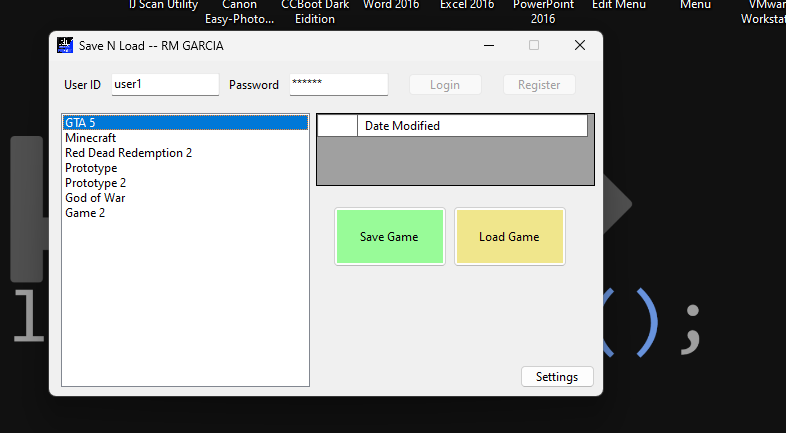 IJ Scan Utility
Canon
Easy-Photo...
CCBoot Dark
Eidition
Word 2016
Excel 2016
PowerPoint
2016
Edit Menu
Menu
VMwar
Workstat
Save N Load -- RM GARCIA
User ID
user1
Password
******
Login
Register
GTA 5
Minecraft
Red Dead Redemption 2
Prototype
Prototype 2
God of War
Game 2
Date Modified
Save Game
Load Game
Settings
();